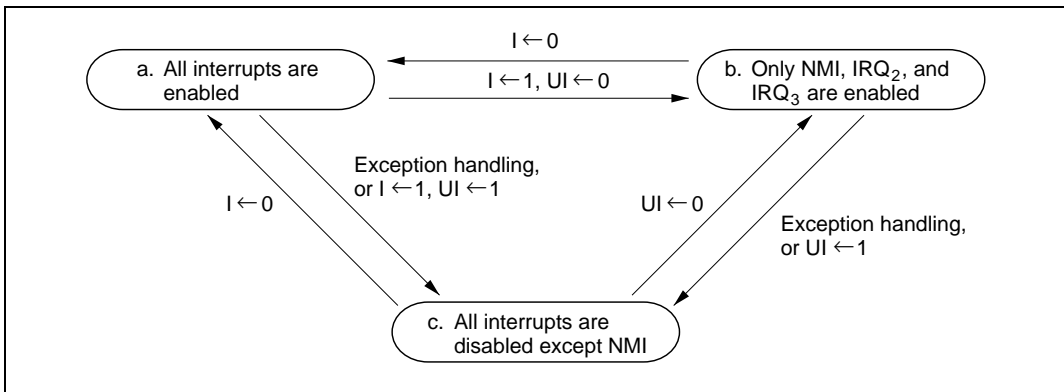 I ← 0
a. All interrupts are
enabled
I ← 1, UI ← 0
b. Only NMI, IRQ₂, and
IRQ₃ are enabled
Exception handling,
or I ← 1, UI ← 1
I ← 0
UI ← 0
Exception handling,
or UI ← 1
c. All interrupts are
disabled except NMI